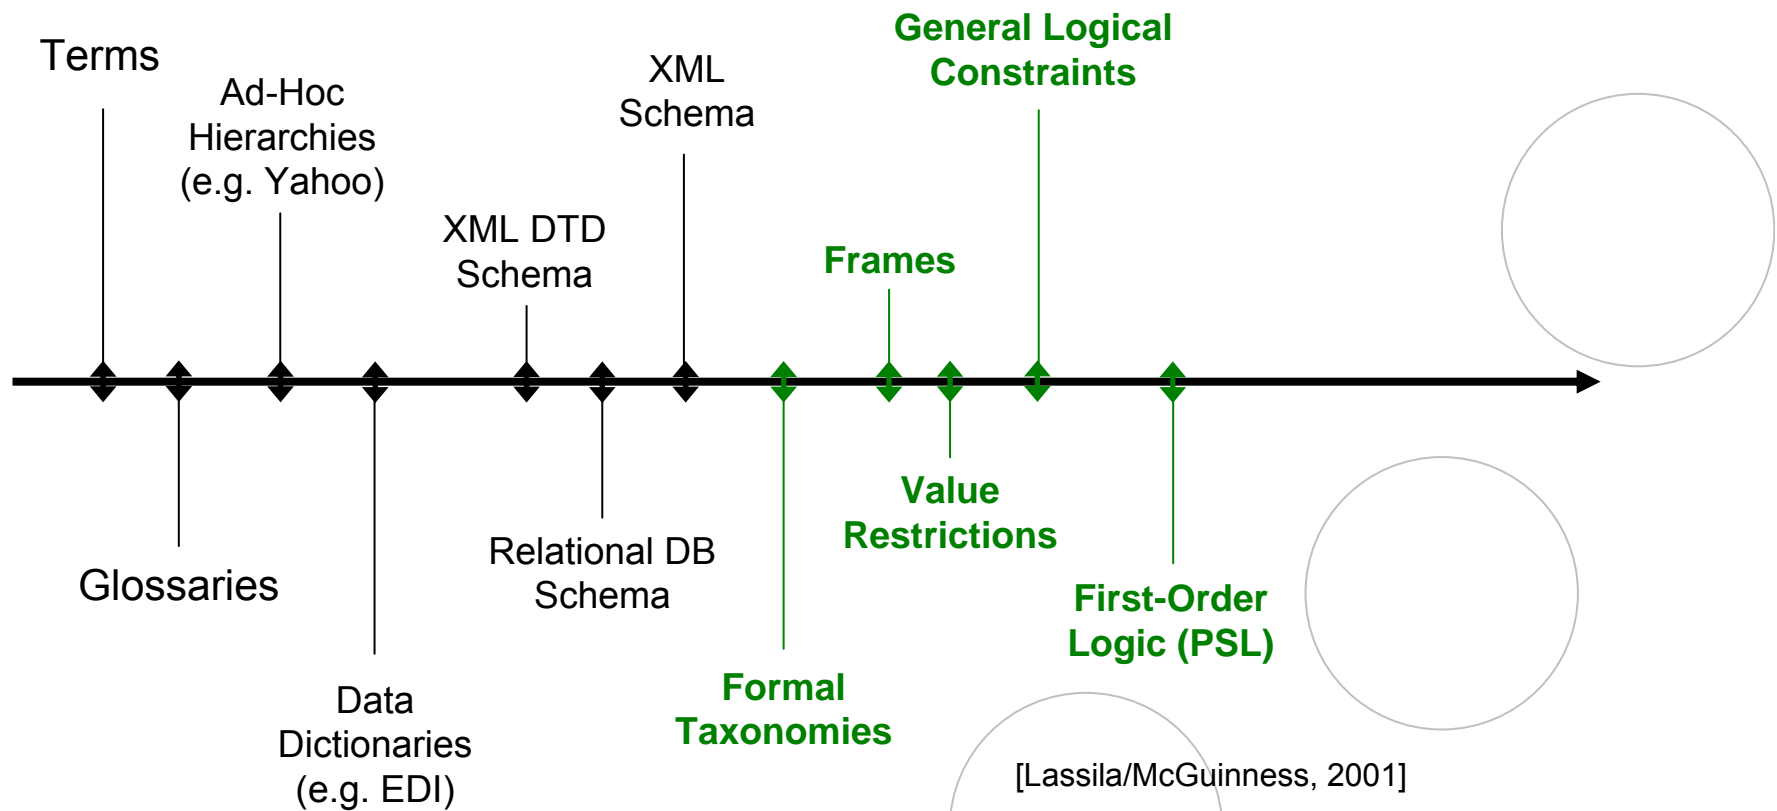 Terms
Ad-Hoc
Hierarchies
(e.g. Yahoo)
XML DTD
Schema
XML
Schema
Frames
General Logical
Constraints
Glossaries
Data
Dictionaries
(e.g. EDI)
Relational DB
Schema
Formal
Taxonomies
Value
Restrictions
First-Order
Logic (PSL)
[Lassila/McGuinness, 2001]